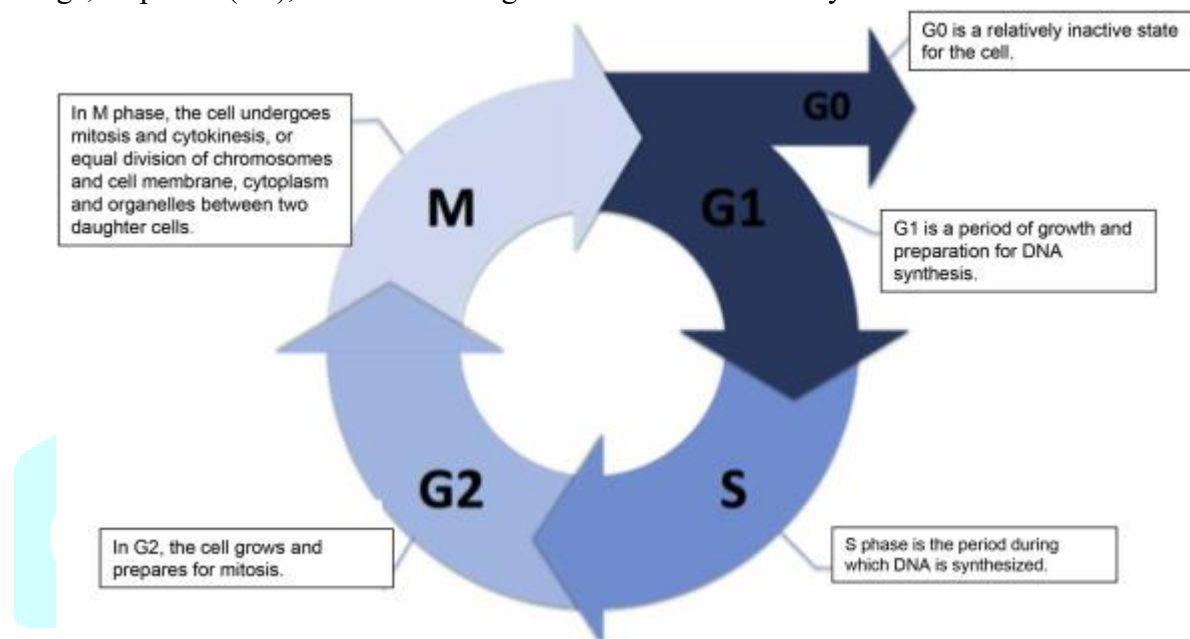 G0 is a relatively inactive state
for the cell.
In M phase, the cell undergoes
mitosis and cytokinesis, or
equal division of chromosomes
and cell membrane, cytoplasm
and organelles between two
daughter cells.
G0
M
G1
G1 is a period of growth and
preparation for DNA
synthesis.
G2
S
In G2, the cell grows and
prepares for mitosis.
S phase is the period during
which DNA is synthesized.